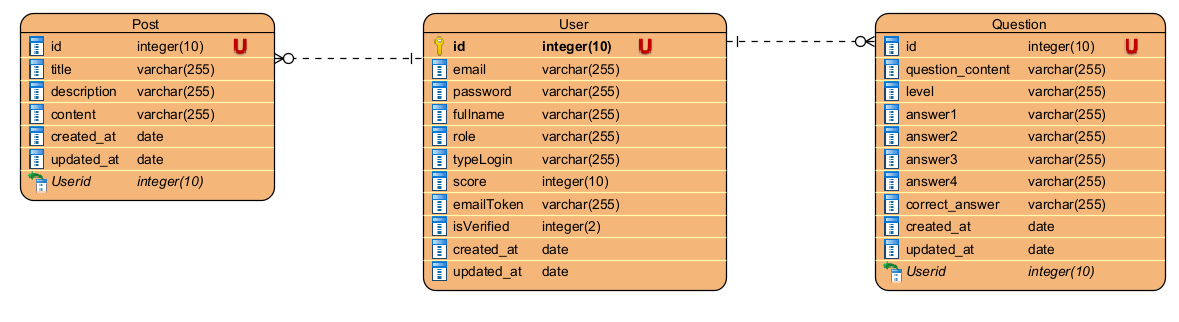 Post
id integer(10) U
title varchar(255)
description varchar(255)
content varchar(255)
created_at date
updated_at date
Userid integer(10)
User
id integer(10) U
email varchar(255)
password varchar(255)
fullname varchar(255)
role varchar(255)
typeLogin varchar(255)
score integer(10)
emailToken varchar(255)
isVerified integer(2)
created_at date
updated_at date
Question
id integer(10) U
question_content varchar(255)
level varchar(255)
answer1 varchar(255)
answer2 varchar(255)
answer3 varchar(255)
answer4 varchar(255)
correct_answer varchar(255)
created_at date
updated_at date
Userid integer(10)